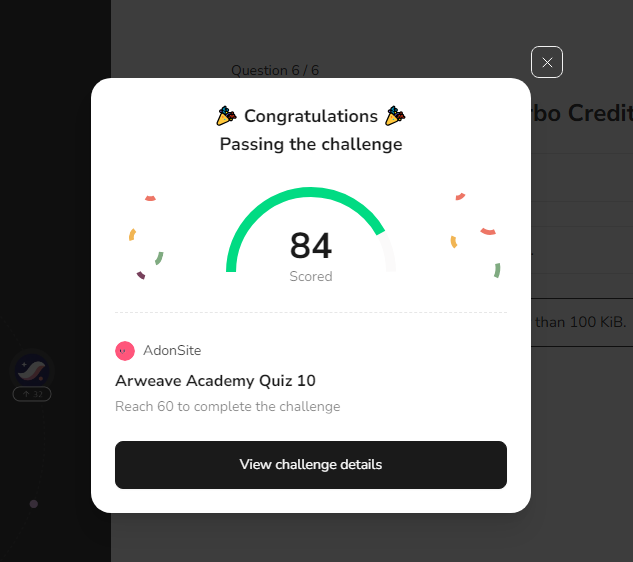 Question 6 / 6
Congratulations
Passing the challenge
rbo Credit
84
Scored
than 100 KiB.
AdonSite
Arweave Academy Quiz 10
32
Reach 60 to complete the challenge
View challenge details